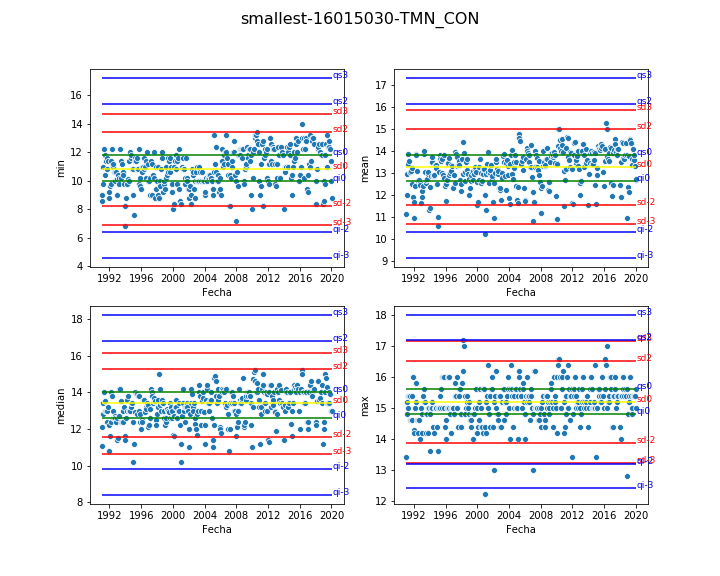 smallest-16015030-TMN_CON
min
16
14
12
10
8
6
4
qs3
qs2
sd3
sd2
qs0
sd0
qi0
sd-2
sd-3
qi-2
qi-3
1992 1996 2000 2004 2008 2012 2016 2020
Fecha
mean
17
16
15
14
13
12
11
10
9
qs3
qs2
sd3
sd2
qs0
sd0
qi0
sd-2
sd-3
qi-2
qi-3
1992 1996 2000 2004 2008 2012 2016 2020
Fecha
median
18
16
14
12
10
8
qs3
qs2
sd3
sd2
qs0
sd0
qi0
sd-2
sd-3
qi-2
qi-3
1992 1996 2000 2004 2008 2012 2016 2020
Fecha
max
18
17
16
15
14
13
12
qs3
qs2
sd3
sd2
qs0
sd0
qi0
sd-2
sd-3
qi-2
qi-3
1992 1996 2000 2004 2008 2012 2016 2020
Fecha